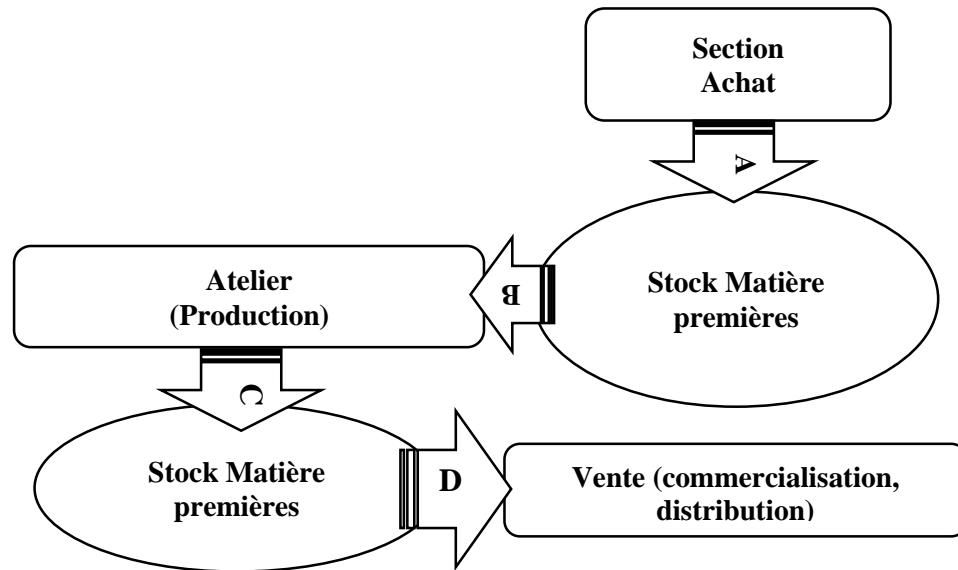 Section
Achat
A
Stock Matière
premières
B
Atelier
(Production)
C
Stock Matière
premières
D
Vente (commercialisation,
distribution)